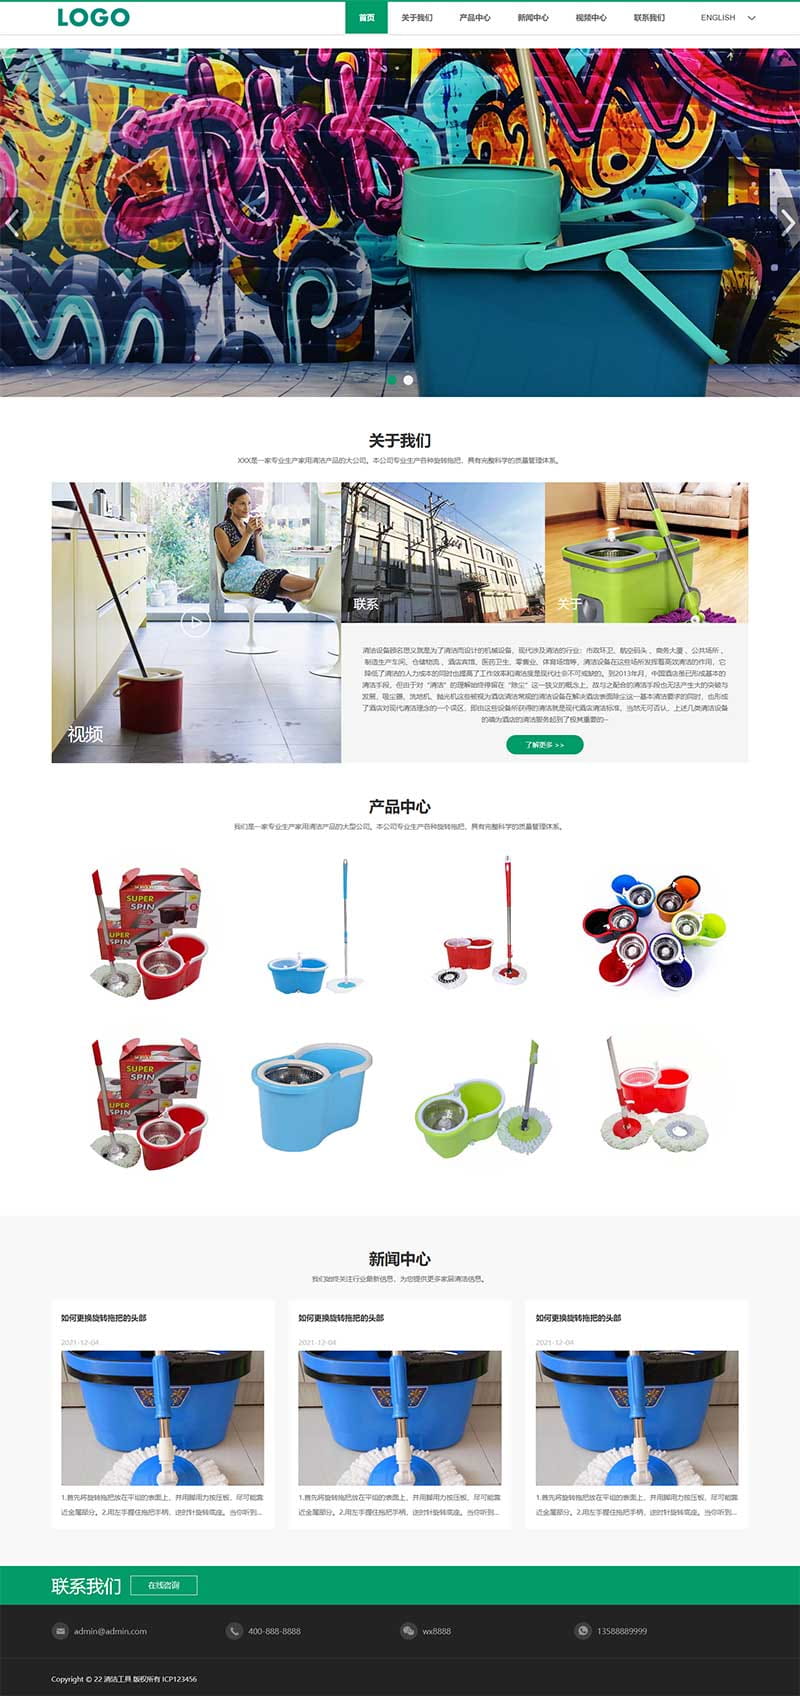 LOGO
首页 关于我们 产品中心 新闻中心 视频中心 联系我们 ENGLISH
关于我们
XXX是一家专业生产家用清洁产品的大公司。本公司专业生产各种旋转拖把，具有完整科学的质量管理体系。
视频
联系
关于
清洁设备顾名思义就是为了清洁而设计的机械设备，现代涉及清洁的行业：市政环卫、航空码头 、商务大厦 、公共场所 、
制造生产车间、仓储物流 、酒店宾馆、医药卫生、零售业、体育场馆等，清洁设备在这些场所发挥着高效清洁的作用，它
降低了清洁的人力成本的同时也提高了工作效率和清洁度是现代社会不可或缺的。到2013年月，中国酒店虽已形成基本的
清洁手段，但由于对“清洁”的理解始终停留在“除尘”这一狭义的概念上，故与之配合的清洁手段也无法产生大的突破与
发展，吸尘器、洗地机、抛光机这些被视为酒店清洁常规的清洁设备在解决酒店表面除尘这一基本清洁要求的同时，也形成
了酒店对现代清洁理念的一个误区，即由这些设备所获得的清洁就是现代酒店清洁标准，当然无可否认，上述几类清洁设备
的确为酒店的清洁服务起到了极其重要的~
了解更多 >>
产品中心
我们是一家专业生产家用清洁产品的大型公司。本公司专业生产各种旋转拖把，具有完整科学的质量管理体系。
SUPER
SPIN
SUPER
SPIN
新闻中心
我们始终关注行业最新信息，为您提供更多家居清洁信息。
如何更换旋转拖把的头部
2021-12-04
1.首先将旋转拖把放在平坦的表面上，并用脚用力按压板，尽可能靠
近金属部分。2.用左手握住拖把手柄，逆时针旋转底座。当你听到...
如何更换旋转拖把的头部
2021-12-04
1.首先将旋转拖把放在平坦的表面上，并用脚用力按压板，尽可能靠
近金属部分。2.用左手握住拖把手柄，逆时针旋转底座。当你听到...
如何更换旋转拖把的头部
2021-12-04
1.首先将旋转拖把放在平坦的表面上，并用脚用力按压板，尽可能靠
近金属部分。2.用左手握住拖把手柄，逆时针旋转底座。当你听到...
联系我们 在线咨询
admin@admin.com 400-888-8888 wx8888 13588889999
Copyright © 22 清洁工具 版权所有 ICP123456